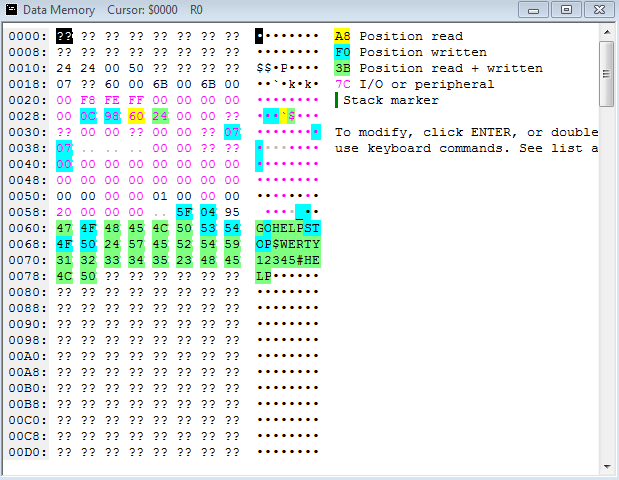 Data Memory Cursor: $0000 R0
0000: ?? ?? ?? ?? ?? ?? ?? ?? •••••••• A8 Position read
0008: ?? ?? ?? ?? ?? ?? ?? ?? •••••••• F0 Position written
0010: 24 24 00 50 ?? ?? ?? ?? $$•P•••• 3B Position read + written
0018: 07 ?? 60 00 6B 00 6B 00 ••`•k•k• 7C I/O or peripheral
0020: 00 F8 FE FF 00 00 00 00 •••••••• Stack marker
0028: 00 0C 98 60 24 00 00 ?? •••`$•••
0030: ?? 00 00 ?? 00 00 ?? 07 •••••••• To modify, click ENTER, or double
0038: 07 .. .. .. 00 00 ?? ?? •••••••• use keyboard commands. See list a
0040: 00 00 00 00 00 00 00 00 ••••••••
0048: 00 00 00 00 00 00 00 00 ••••••••
0050: 00 00 00 00 01 00 00 00 ••••••••
0058: 20 00 00 00 .. 5F 04 95 ••••_••
0060: 47 4F 48 45 4C 50 53 54 GOHELPST
0068: 4F 50 24 57 45 52 54 59 OP$WERTY
0070: 31 32 33 34 35 23 48 45 12345#HE
0078: 4C 50 ?? ?? ?? ?? ?? ?? LP••••••
0080: ?? ?? ?? ?? ?? ?? ?? ?? ••••••••
0088: ?? ?? ?? ?? ?? ?? ?? ?? ••••••••
0090: ?? ?? ?? ?? ?? ?? ?? ?? ••••••••
0098: ?? ?? ?? ?? ?? ?? ?? ?? ••••••••
00A0: ?? ?? ?? ?? ?? ?? ?? ?? ••••••••
00A8: ?? ?? ?? ?? ?? ?? ?? ?? ••••••••
00B0: ?? ?? ?? ?? ?? ?? ?? ?? ••••••••
00B8: ?? ?? ?? ?? ?? ?? ?? ?? ••••••••
00C0: ?? ?? ?? ?? ?? ?? ?? ?? ••••••••
00C8: ?? ?? ?? ?? ?? ?? ?? ?? ••••••••
00D0: ?? ?? ?? ?? ?? ?? ?? ?? ••••••••